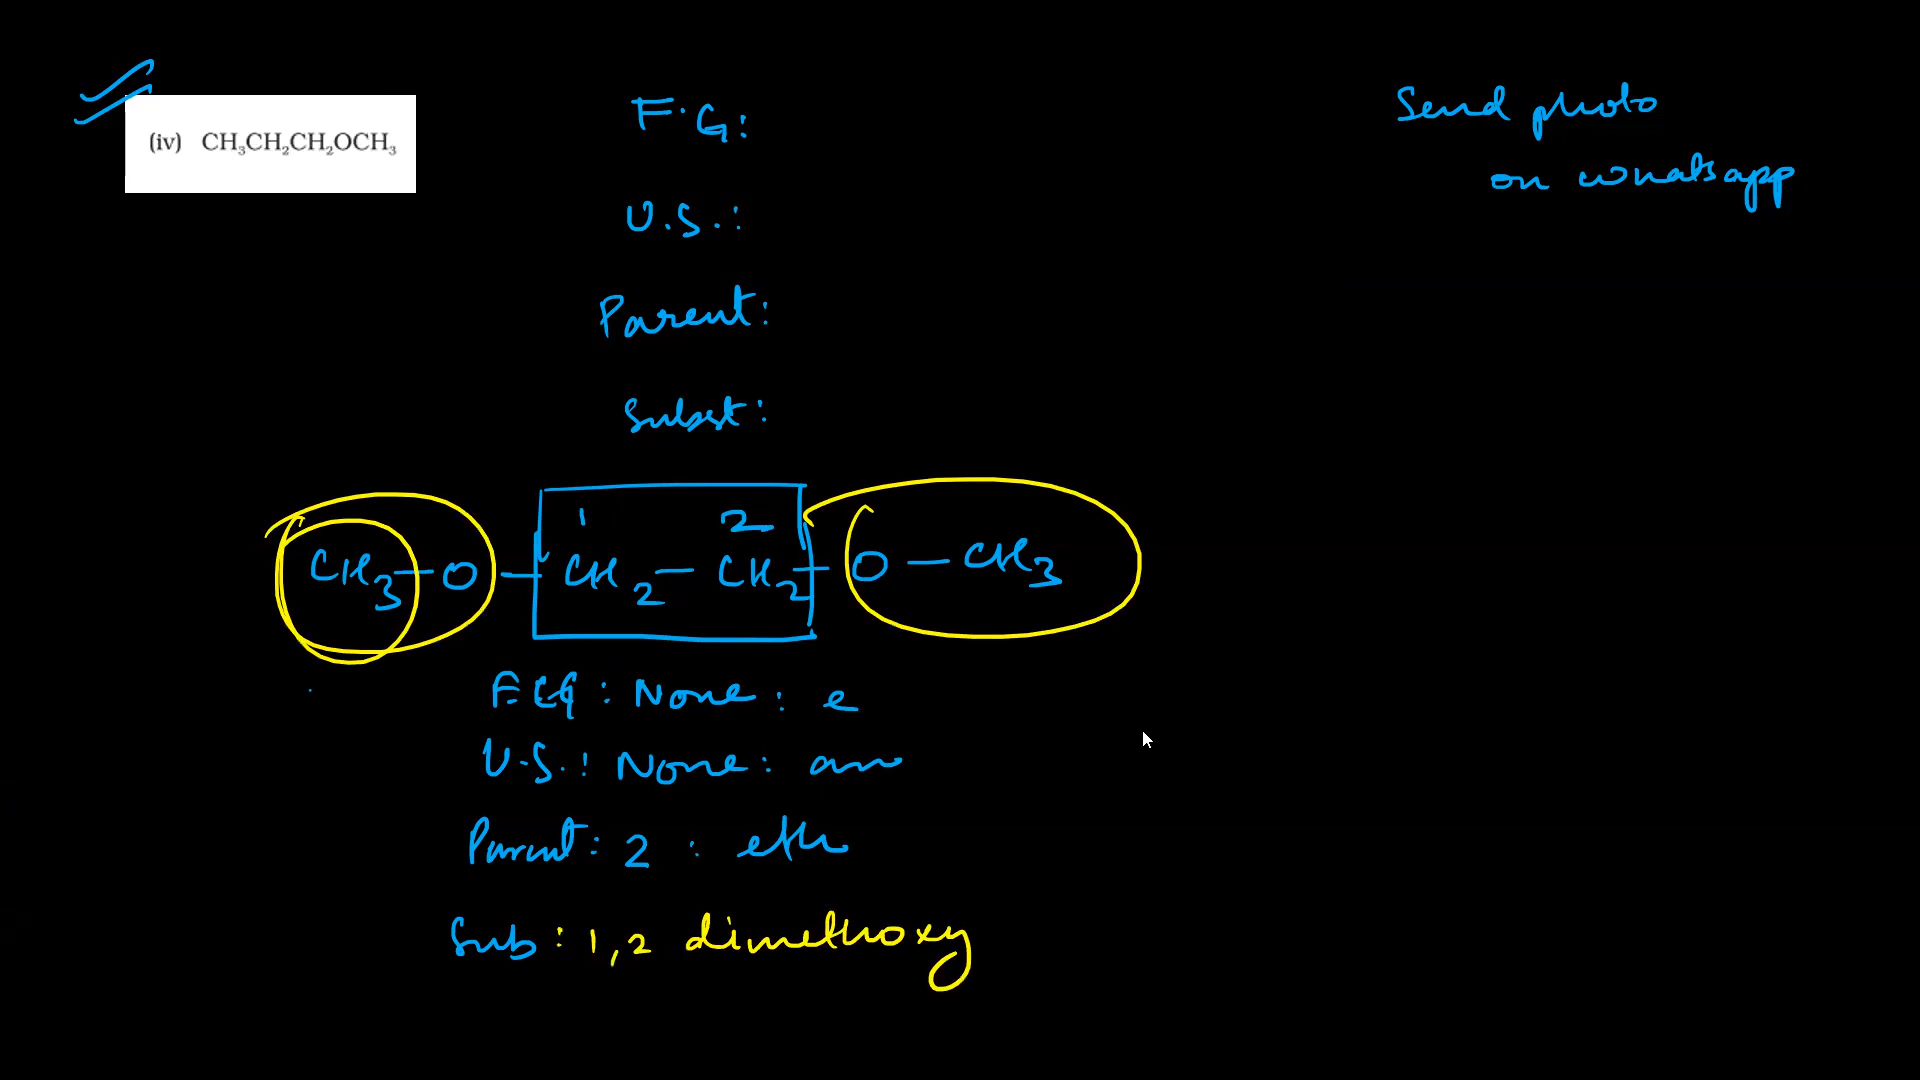 (iv) CH₃CH₂CH₂OCH₃
F.G:
U.S.:
Parent:
Subst:
Send photo
on whatsapp
1 2
CH3-O-CH2-CH2-O-CH3
: None: e
U.S.: None: an
Parent: 2 : eth
Sub: 1,2 dimethoxy